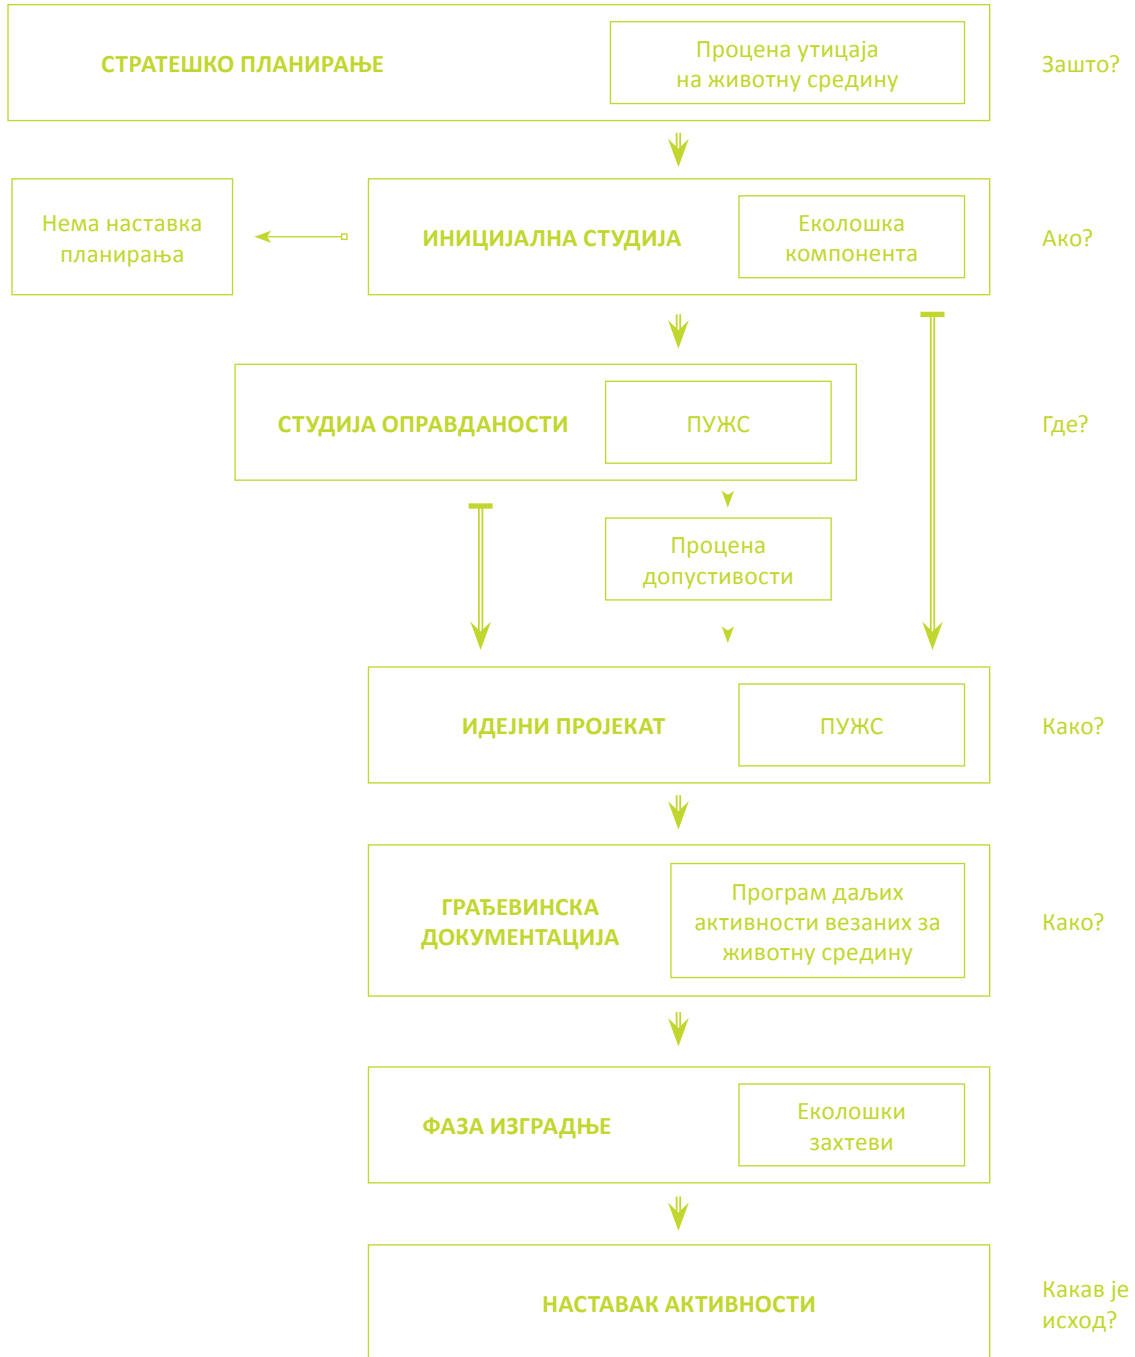 СТРАТЕШКО ПЛАНИРАЊЕ
Процена утицаја
на животну средину
Зашто?
Нема наставка
планирања
ИНИЦИЈАЛНА СТУДИЈА
Еколошка
компонента
Ако?
СТУДИЈА ОПРАВДАНОСТИ
ПУЖС
Где?
Процена
допустивости
ИДЕЈНИ ПРОЈЕКАТ
ПУЖС
Како?
ГРАЂЕВИНСКА
ДОКУМЕНТАЦИЈА
Програм даљих
активности везаних за
животну средину
Како?
ФАЗА ИЗГРАДЊЕ
Еколошки
захтеви
НАСТАВАК АКТИВНОСТИ
Какав је
исход?